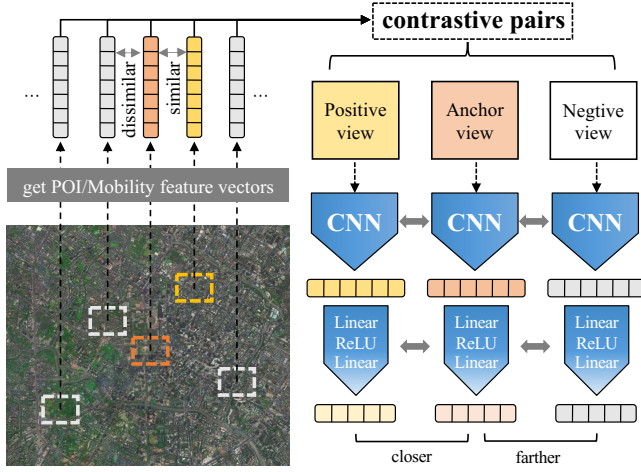 contrastive pairs
...
dissimilar
similar
...
get POI/Mobility feature vectors
Positive
view
Anchor
view
Negtive
view
CNN
CNN
CNN
Linear
ReLU
Linear
Linear
ReLU
Linear
Linear
ReLU
Linear
closer
farther